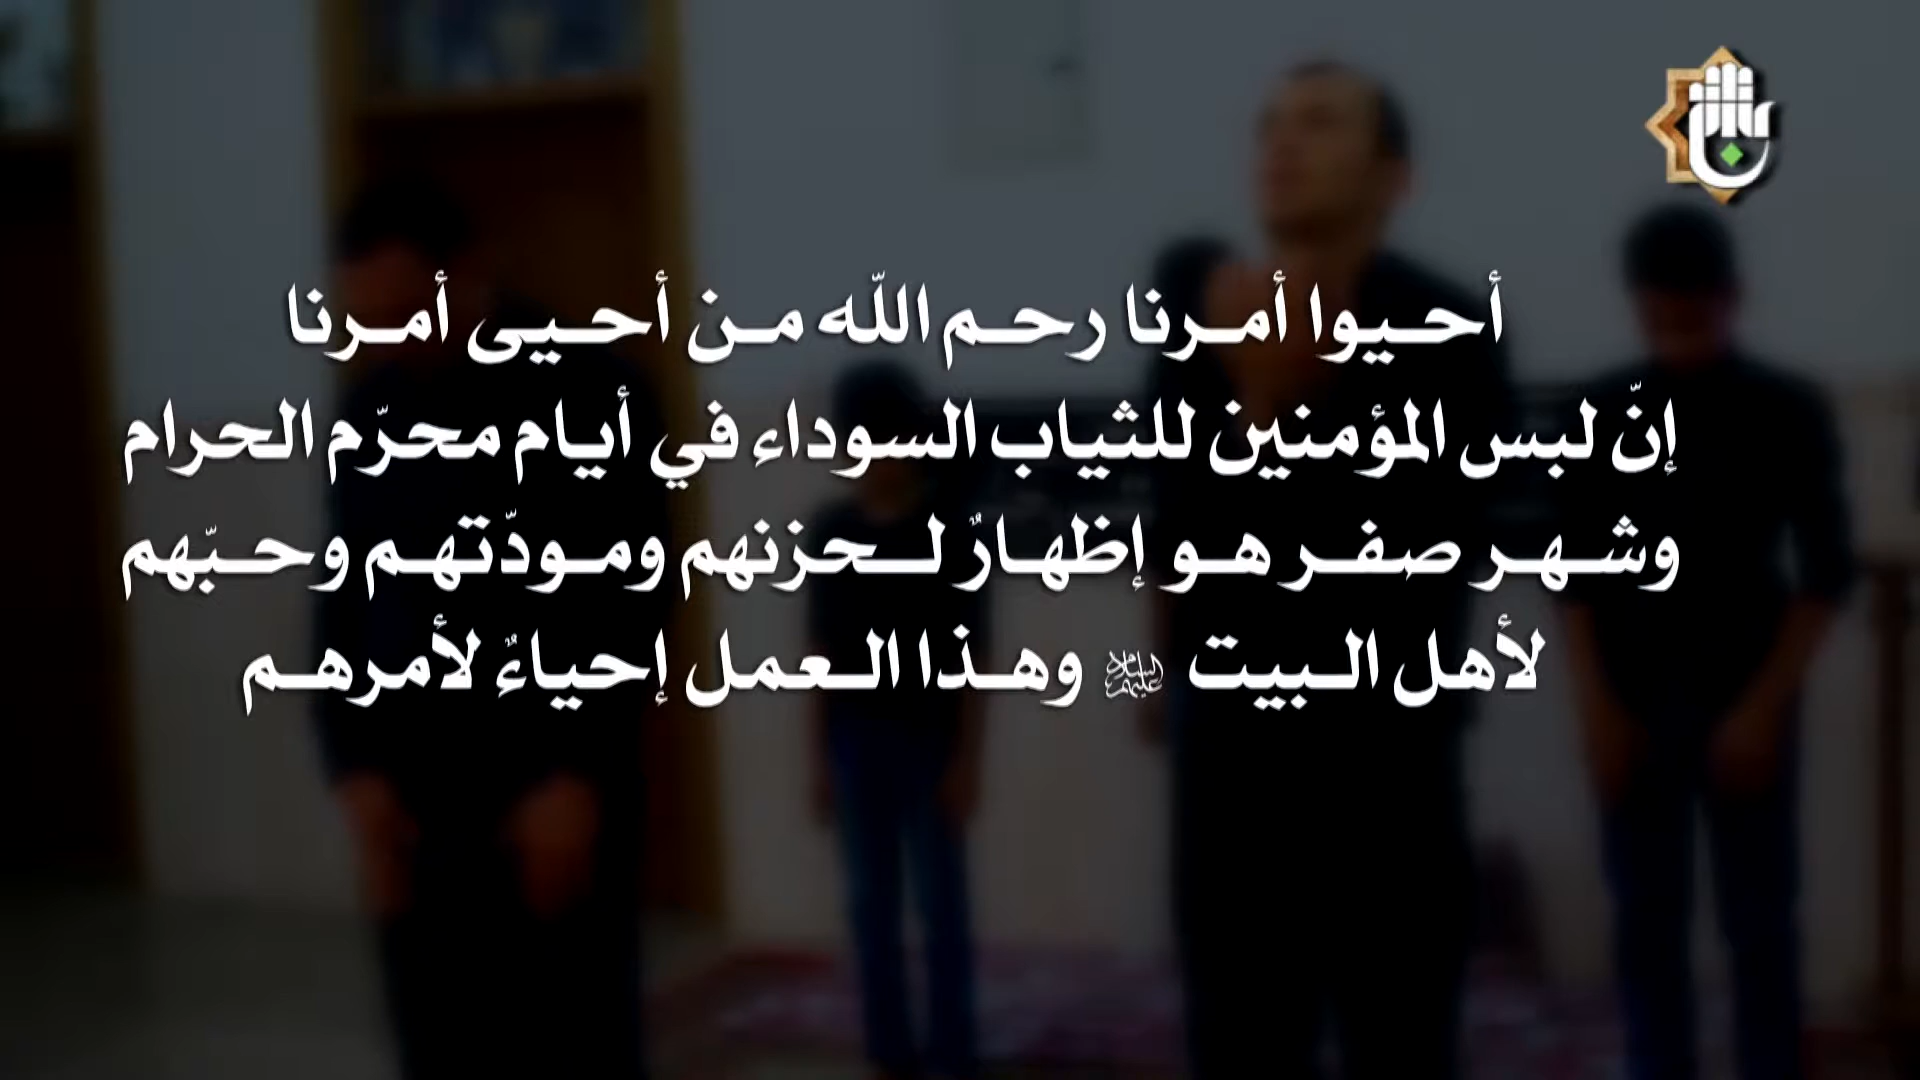 أحيوا أمرنا رحم اللّه من أحيى أمرنا
إنّ لبس المؤمنين للثياب السوداء في أيام محرّم الحرام
وشهر صفر هو إظهارٌ لحزنهم ومودّتهم وحبّهم
لأهل البيت عليهم السلام وهذا العمل إحياءٌ لأمرهم